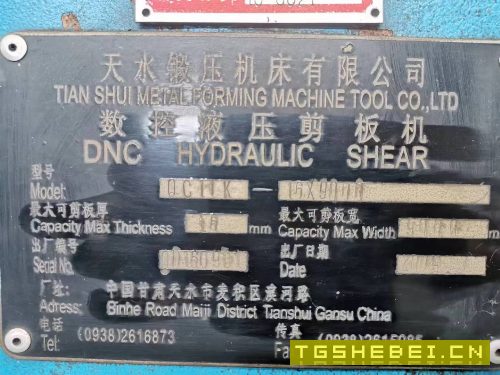 天水锻压机床有限公司
TIAN SHUI METAL FORMING MACHINE TOOL CO.,LTD
数控液压剪板机
DNC HYDRAULIC SHEAR
型号
Model: QC11K-
最大可剪板厚 最大可剪板宽
Capacity Max Thickness mm Capacity Max Width
出厂编号 出厂日期
Serial No. Date
厂址: 中国甘肃天水市麦积区滨河路
Adress: Binhe Road Maiji District Tianshui Gansu China
电话 传真
Tel: (0938)2616873
TGSHEBEI.CN